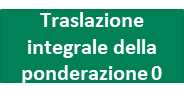 Traslazione
integrale della
ponderazione 0